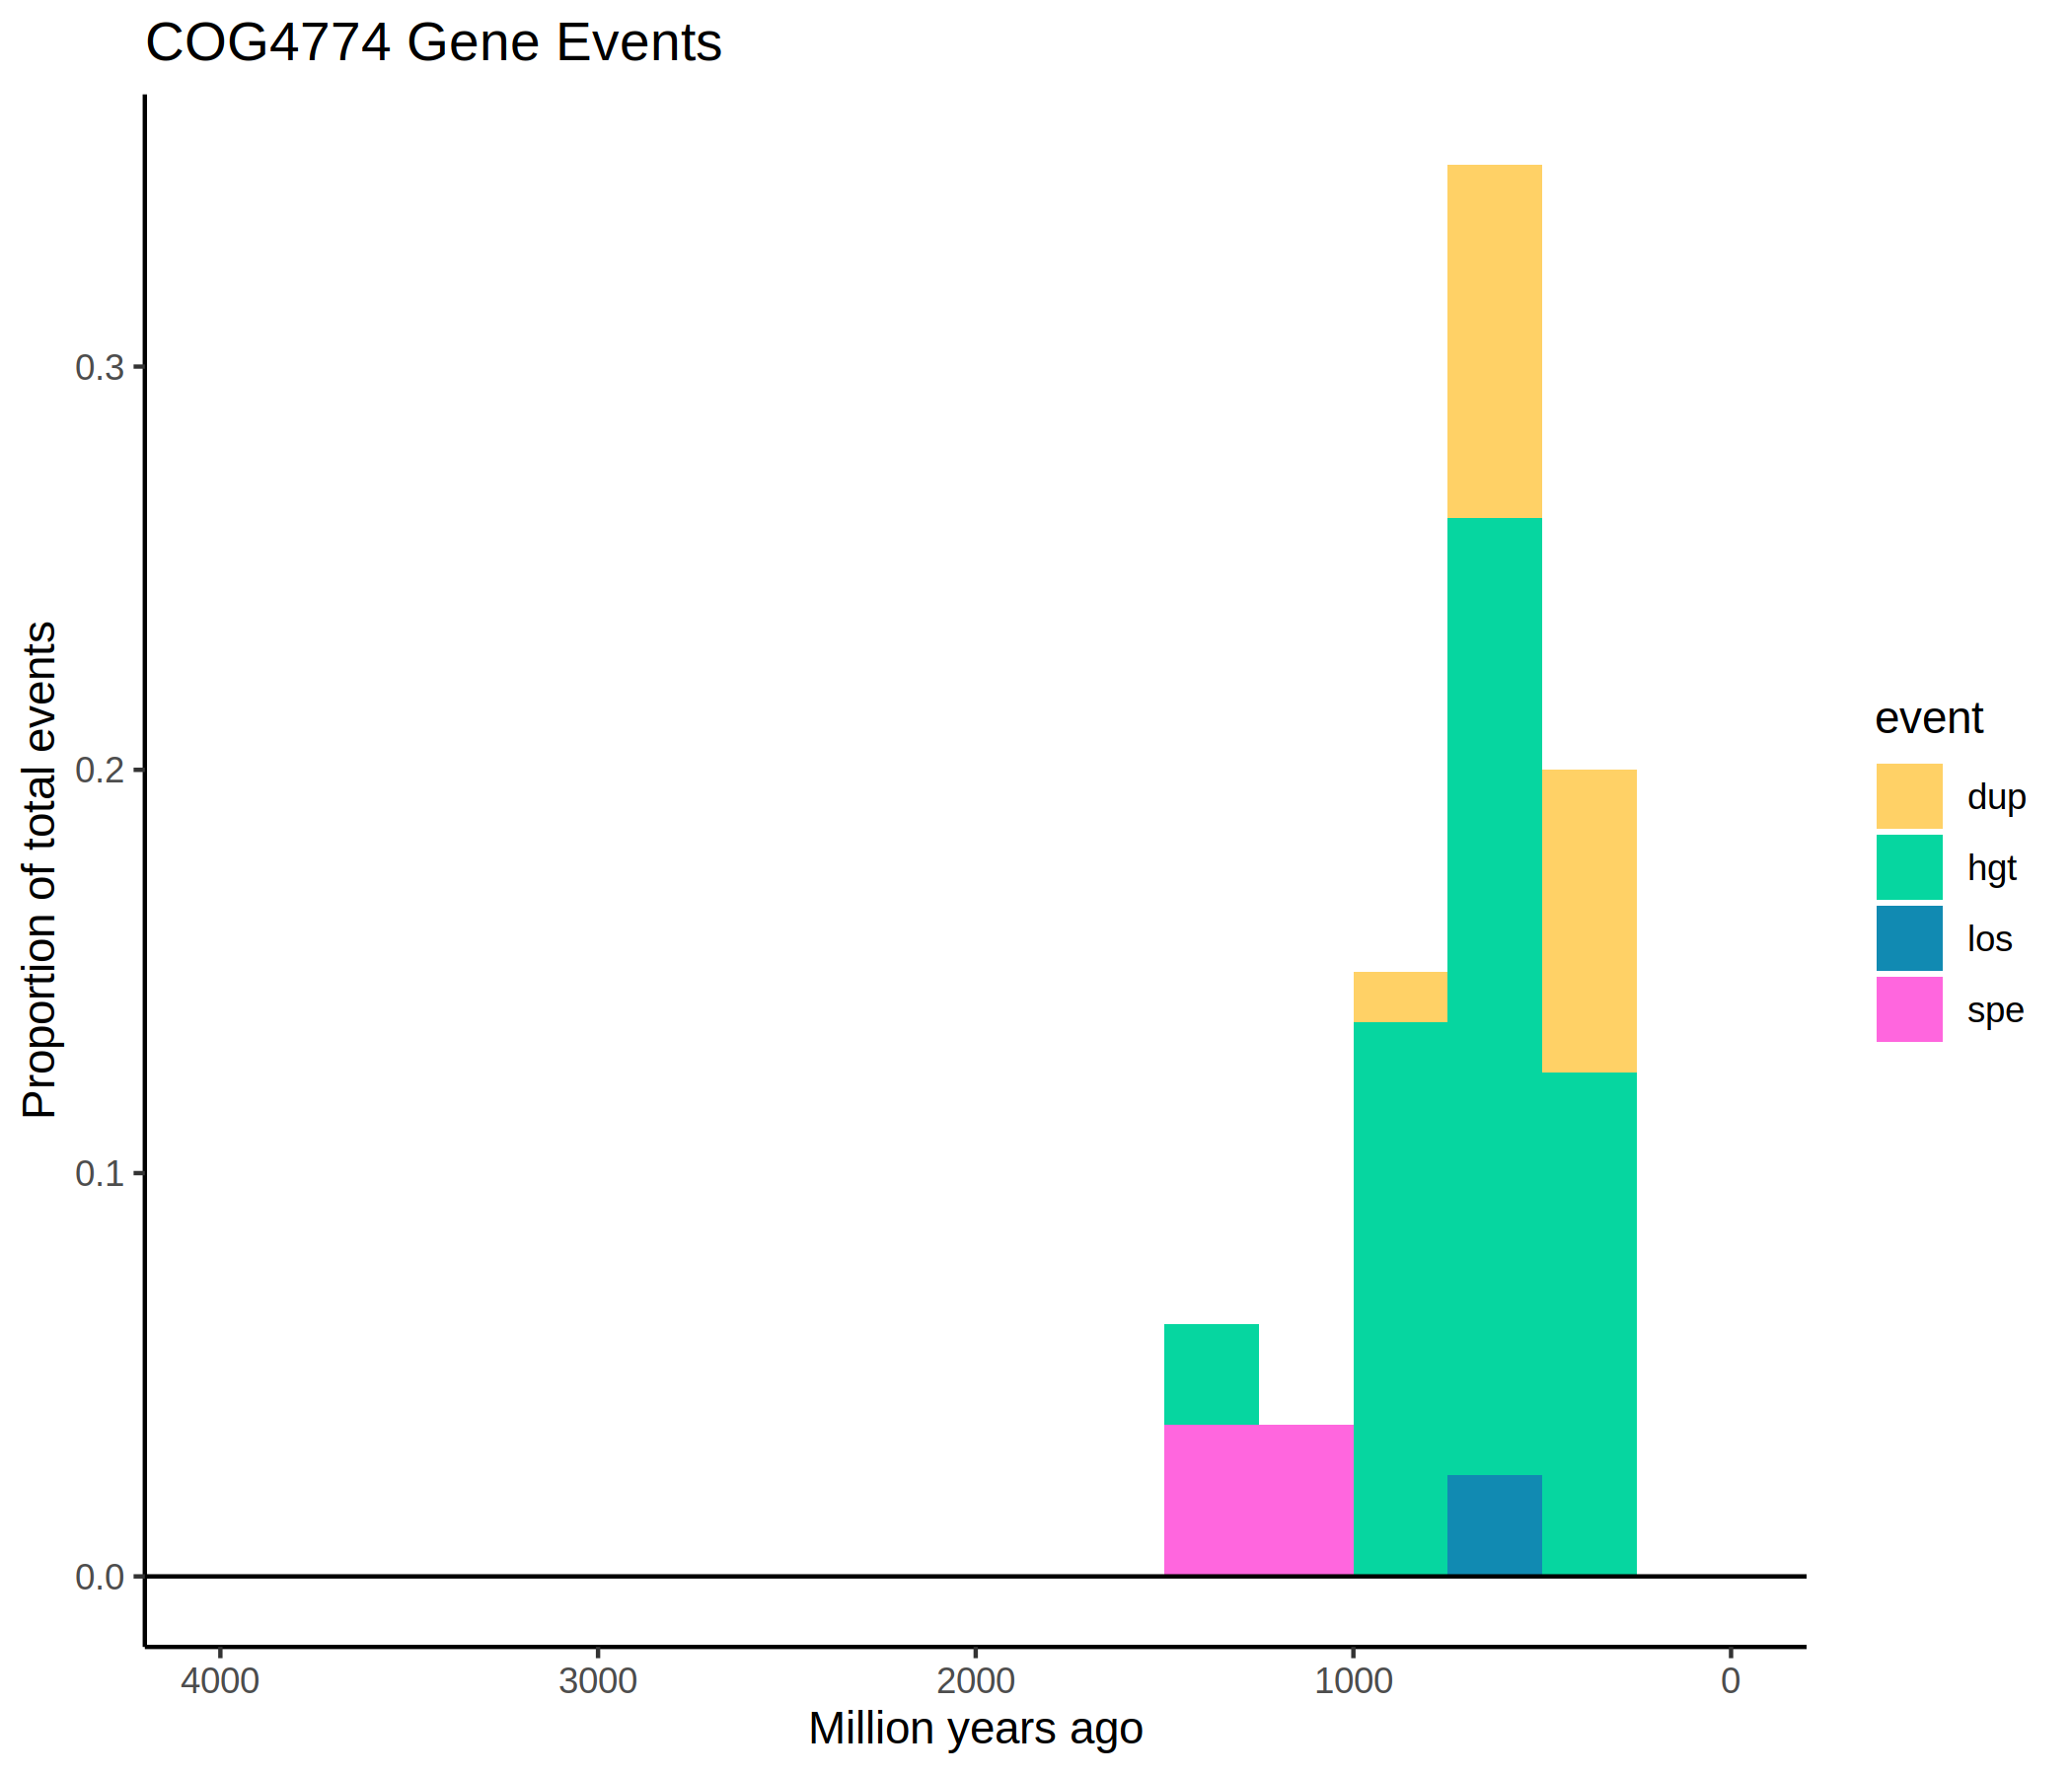 COG4774 Gene Events
Proportion of total events
0.3
0.2
0.1
0.0
4000 3000 2000 1000 0
Million years ago
event
dup
hgt
los
spe